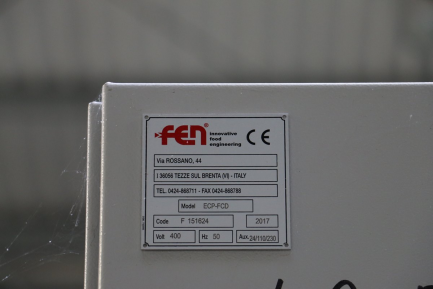 FEN® innovative CE
food
engineering
Via ROSSANO, 44
I 36056 TEZZE SUL BRENTA (VI) - ITALY
TEL. 0424-868711 - FAX 0424-868788
Model ECP-FCD
Code F 151624 2017
Volt 400 Hz 50 Aux. 24/110/230